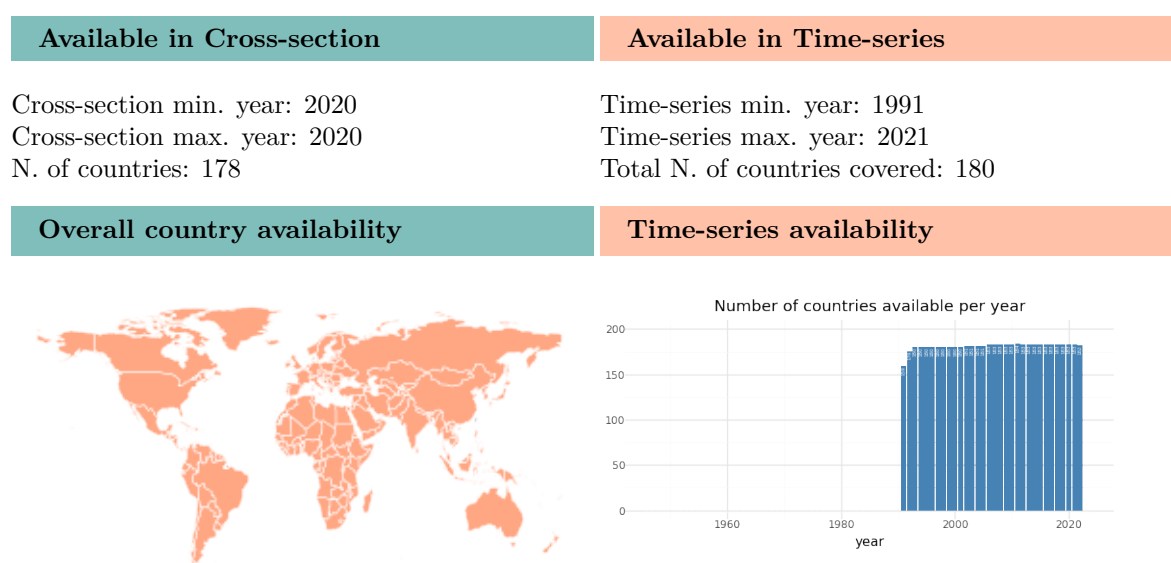 Available in Cross-section
Available in Time-series
Cross-section min. year: 2020
Cross-section max. year: 2020
N. of countries: 178
Time-series min. year: 1991
Time-series max. year: 2021
Total N. of countries covered: 180
Overall country availability
Time-series availability
Number of countries available per year
200
150
100
50
0
1960 1980 2000 2020
year